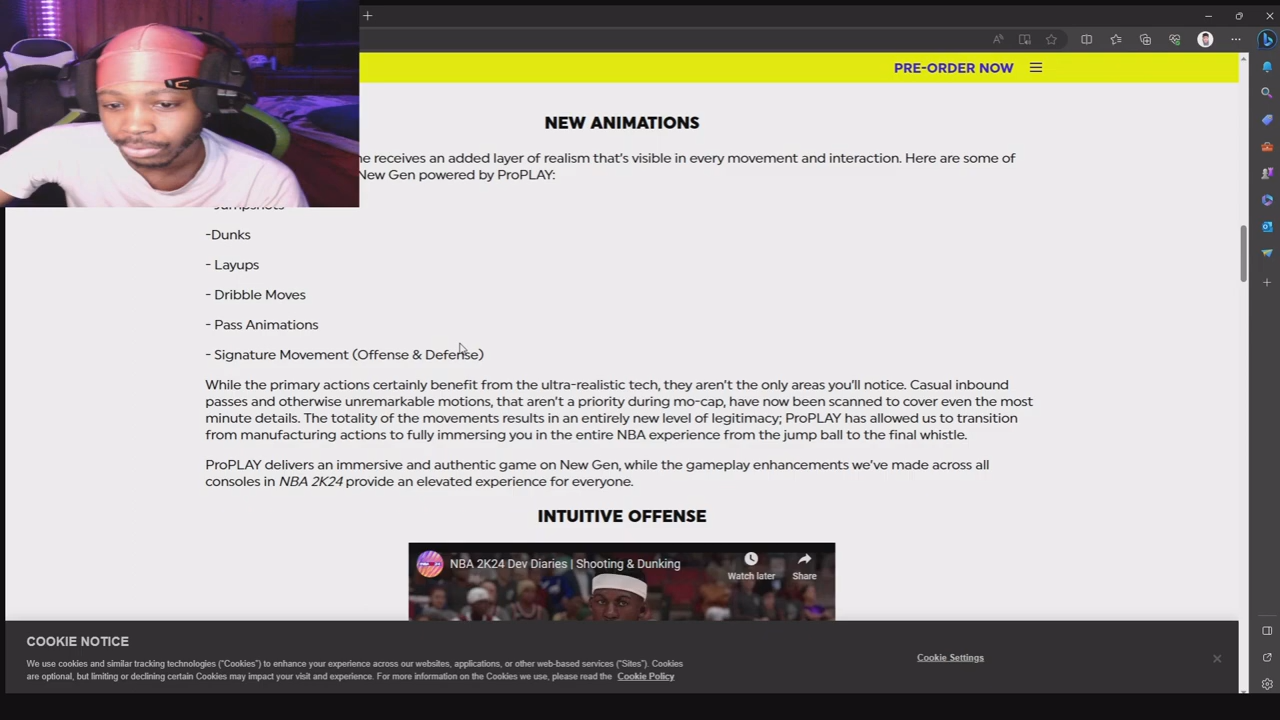 PRE-ORDER NOW
NEW ANIMATIONS
receives an added layer of realism that's visible in every movement and interaction. Here are some of
New Gen powered by ProPLAY:
-Dunks
- Layups
- Dribble Moves
- Pass Animations
- Signature Movement (Offense & Defense)
While the primary actions certainly benefit from the ultra-realistic tech, they aren't the only areas you'll notice. Casual inbound
passes and otherwise unremarkable motions, that aren't a priority during mo-cap, have now been scanned to cover even the most
minute details. The totality of the movements results in an entirely new level of legitimacy; ProPLAY has allowed us to transition
from manufacturing actions to fully immersing you in the entire NBA experience from the jump ball to the final whistle.
ProPLAY delivers an immersive and authentic game on New Gen, while the gameplay enhancements we've made across all
consoles in NBA 2K24 provide an elevated experience for everyone.
INTUITIVE OFFENSE
NBA 2K24 Dev Diaries | Shooting & Dunking
Watch later
Share
COOKIE NOTICE
We use cookies and similar tracking technologies ("Cookies") to enhance your experience across our websites, applications, or other web-based services ("Sites"). Cookies
are optional, but limiting or declining certain Cookies may impact your visit and experience. For more information on the Cookies we use, please read the Cookie Policy
Cookie Settings